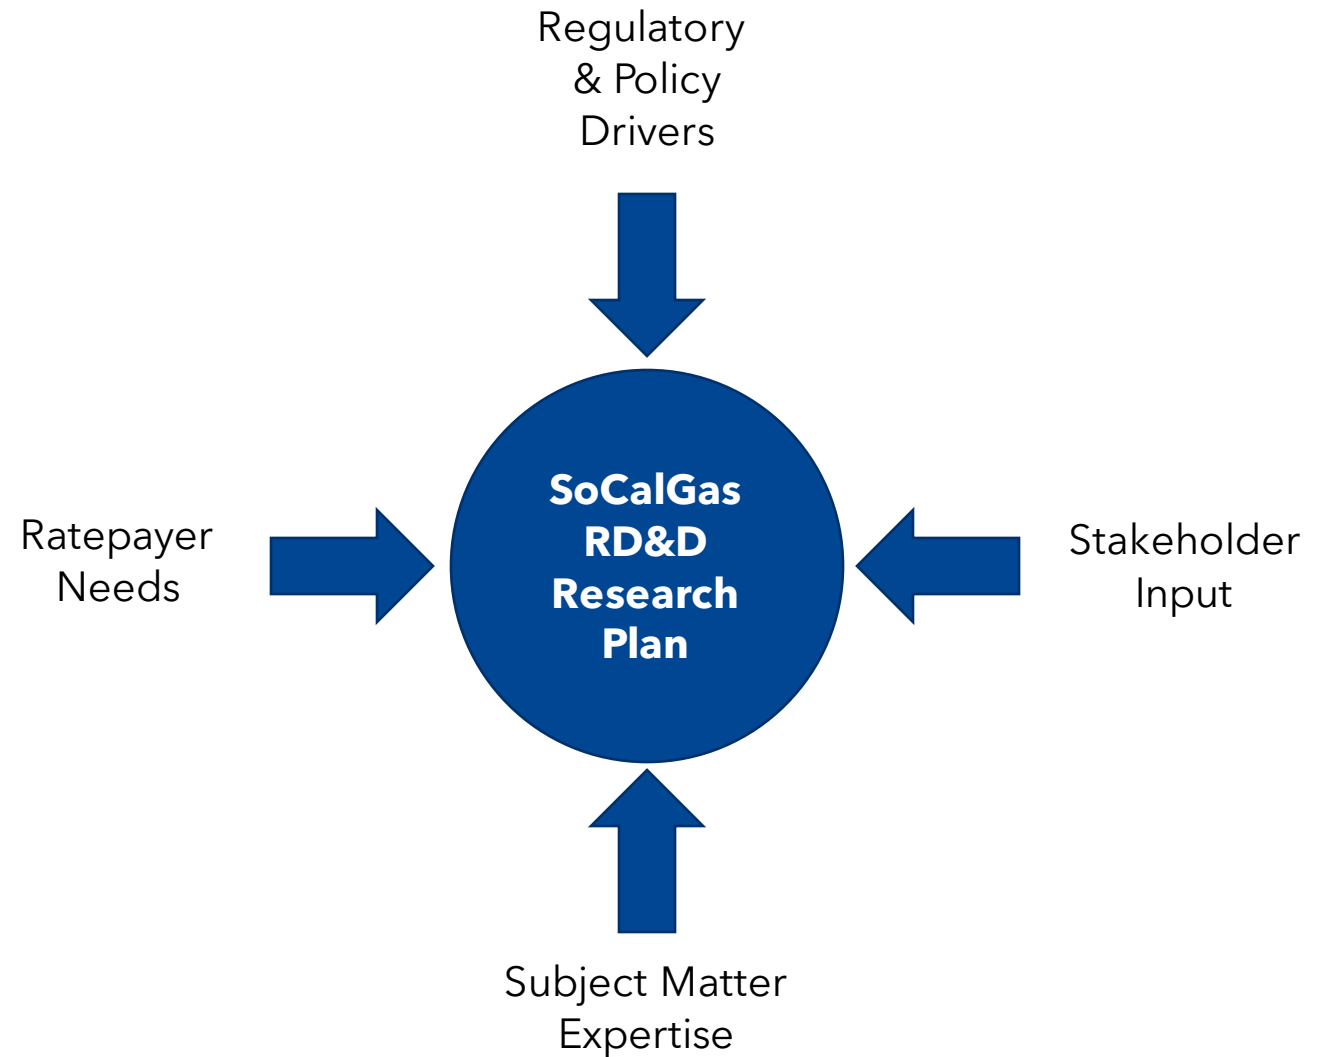 Regulatory
& Policy
Drivers
SoCalGas
RD&D
Research
Plan
Ratepayer
Needs
Stakeholder
Input
Subject Matter
Expertise